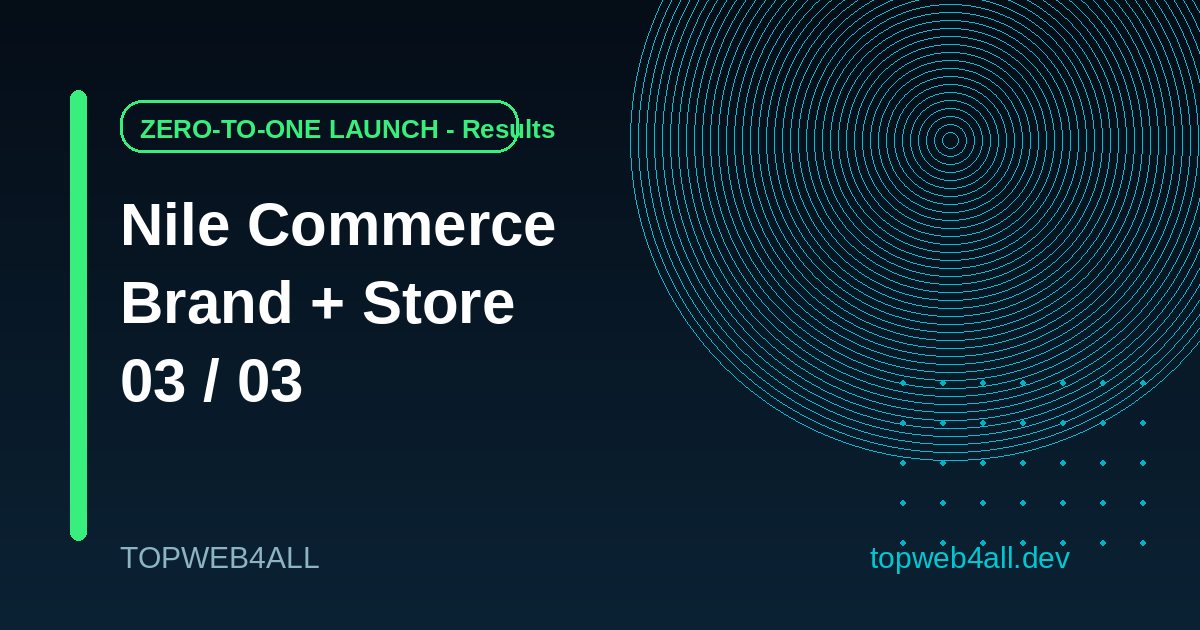 ZERO-TO-ONE LAUNCH - Results
Nile Commerce
Brand + Store
03 / 03
TOPWEB4ALL
topweb4all.dev